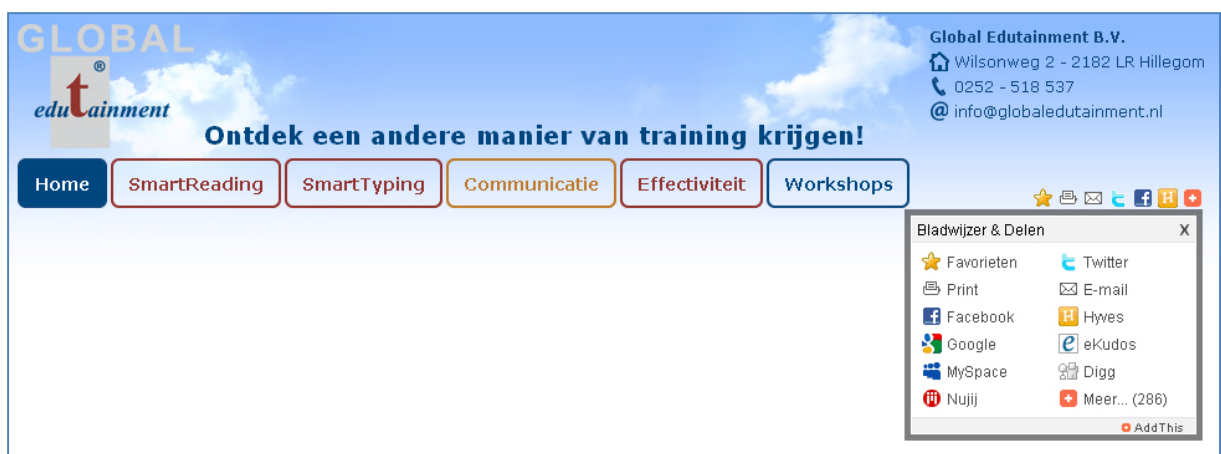 GLOBAL
edutainment®
Ontdek een andere manier van training krijgen!
Global Edutainment B.V.
Wilsonweg 2 - 2182 LR Hillegom
0252 - 518 537
@ info@globaledutainment.nl
Home SmartReading SmartTyping Communicatie Effectiviteit Workshops
Bladwijzer & Delen X
Favorieten Twitter
Print E-mail
Facebook Hyves
Google eKudos
MySpace Digg
Nujij Meer... (286)
AddThis